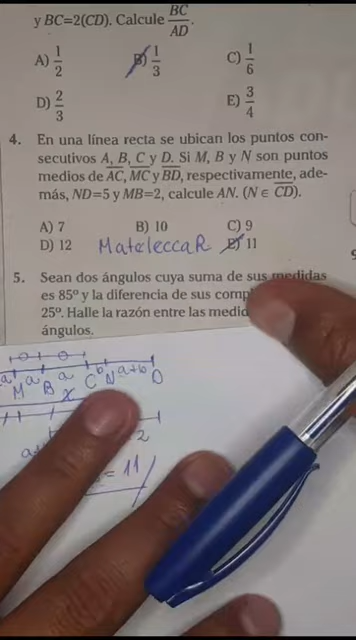 y BC=2(CD). Calcule BC/AD.
A) 1/2 B) 1/3 C) 1/6
D) 2/3 E) 3/4
4. En una línea recta se ubican los puntos con-
secutivos A, B, C y D. Si M, B y N son puntos
medios de AC, MC y BD, respectivamente, ade-
más, ND=5 y MB=2, calcule AN. (N ∈ CD).
A) 7 B) 10 C) 9
D) 12 MateleccaR E) 11
5. Sean dos ángulos cuya suma de sus medidas
es 85° y la diferencia de sus comp
25°. Halle la razón entre las medid
ángulos.
a M a B a C b N a+b D
x
2
= 11